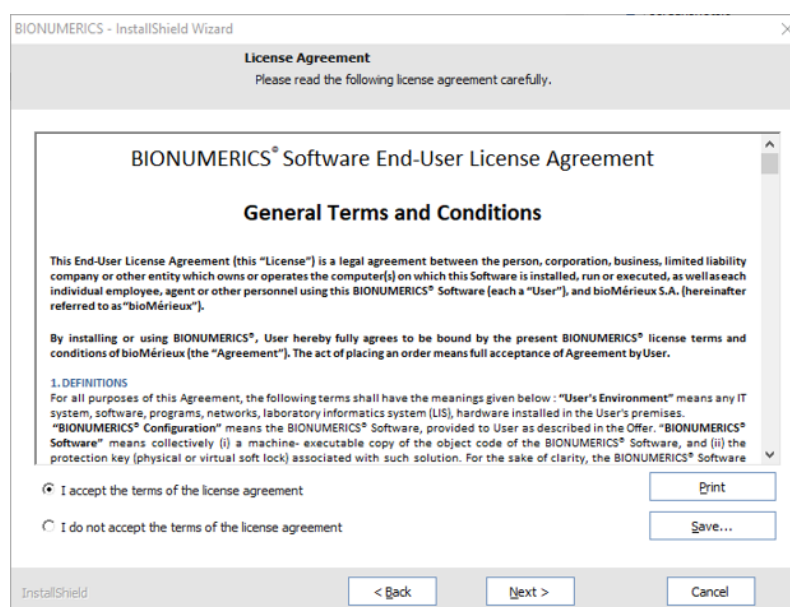 BIONUMERICS - InstallShield Wizard
License Agreement
Please read the following license agreement carefully.
BIONUMERICS® Software End-User License Agreement
General Terms and Conditions
This End-User License Agreement (this “License”) is a legal agreement between the person, corporation, business, limited liability
company or other entity which owns or operates the computer(s) on which this Software is installed, run or executed, as well as each
individual employee, agent or other personnel using this BIONUMERICS® Software (each a “User”), and bioMérieux S.A. (hereinafter
referred to as “bioMérieux”).
By installing or using BIONUMERICS®, User hereby fully agrees to be bound by the present BIONUMERICS® license terms and
conditions of bioMérieux (the “Agreement”). The act of placing an order means full acceptance of Agreement by User.
1. DEFINITIONS
For all purposes of this Agreement, the following terms shall have the meanings given below : “User's Environment” means any IT
system, software, programs, networks, laboratory informatics system (LIS), hardware installed in the User's premises.
“BIONUMERICS® Configuration” means the BIONUMERICS® Software, provided to User as described in the Offer. “BIONUMERICS®
Software” means collectively (i) a machine- executable copy of the object code of the BIONUMERICS® Software, and (ii) the
protection key (physical or virtual soft lock) associated with such solution. For the sake of clarity, the BIONUMERICS® Software
I accept the terms of the license agreement
Print
I do not accept the terms of the license agreement
Save...
InstallShield
< Back
Next >
Cancel